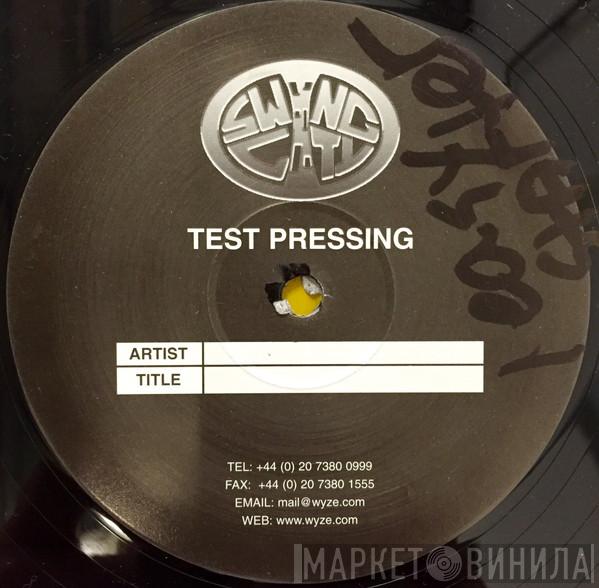 SWING
CITY
TEST PRESSING
ARTIST
TITLE
TEL: +44 (0) 20 7380 0999
FAX: +44 (0) 20 7380 1555
EMAIL: mail@wyze.com
WEB: www.wyze.com
МАРКЕТ ВИНИЛА